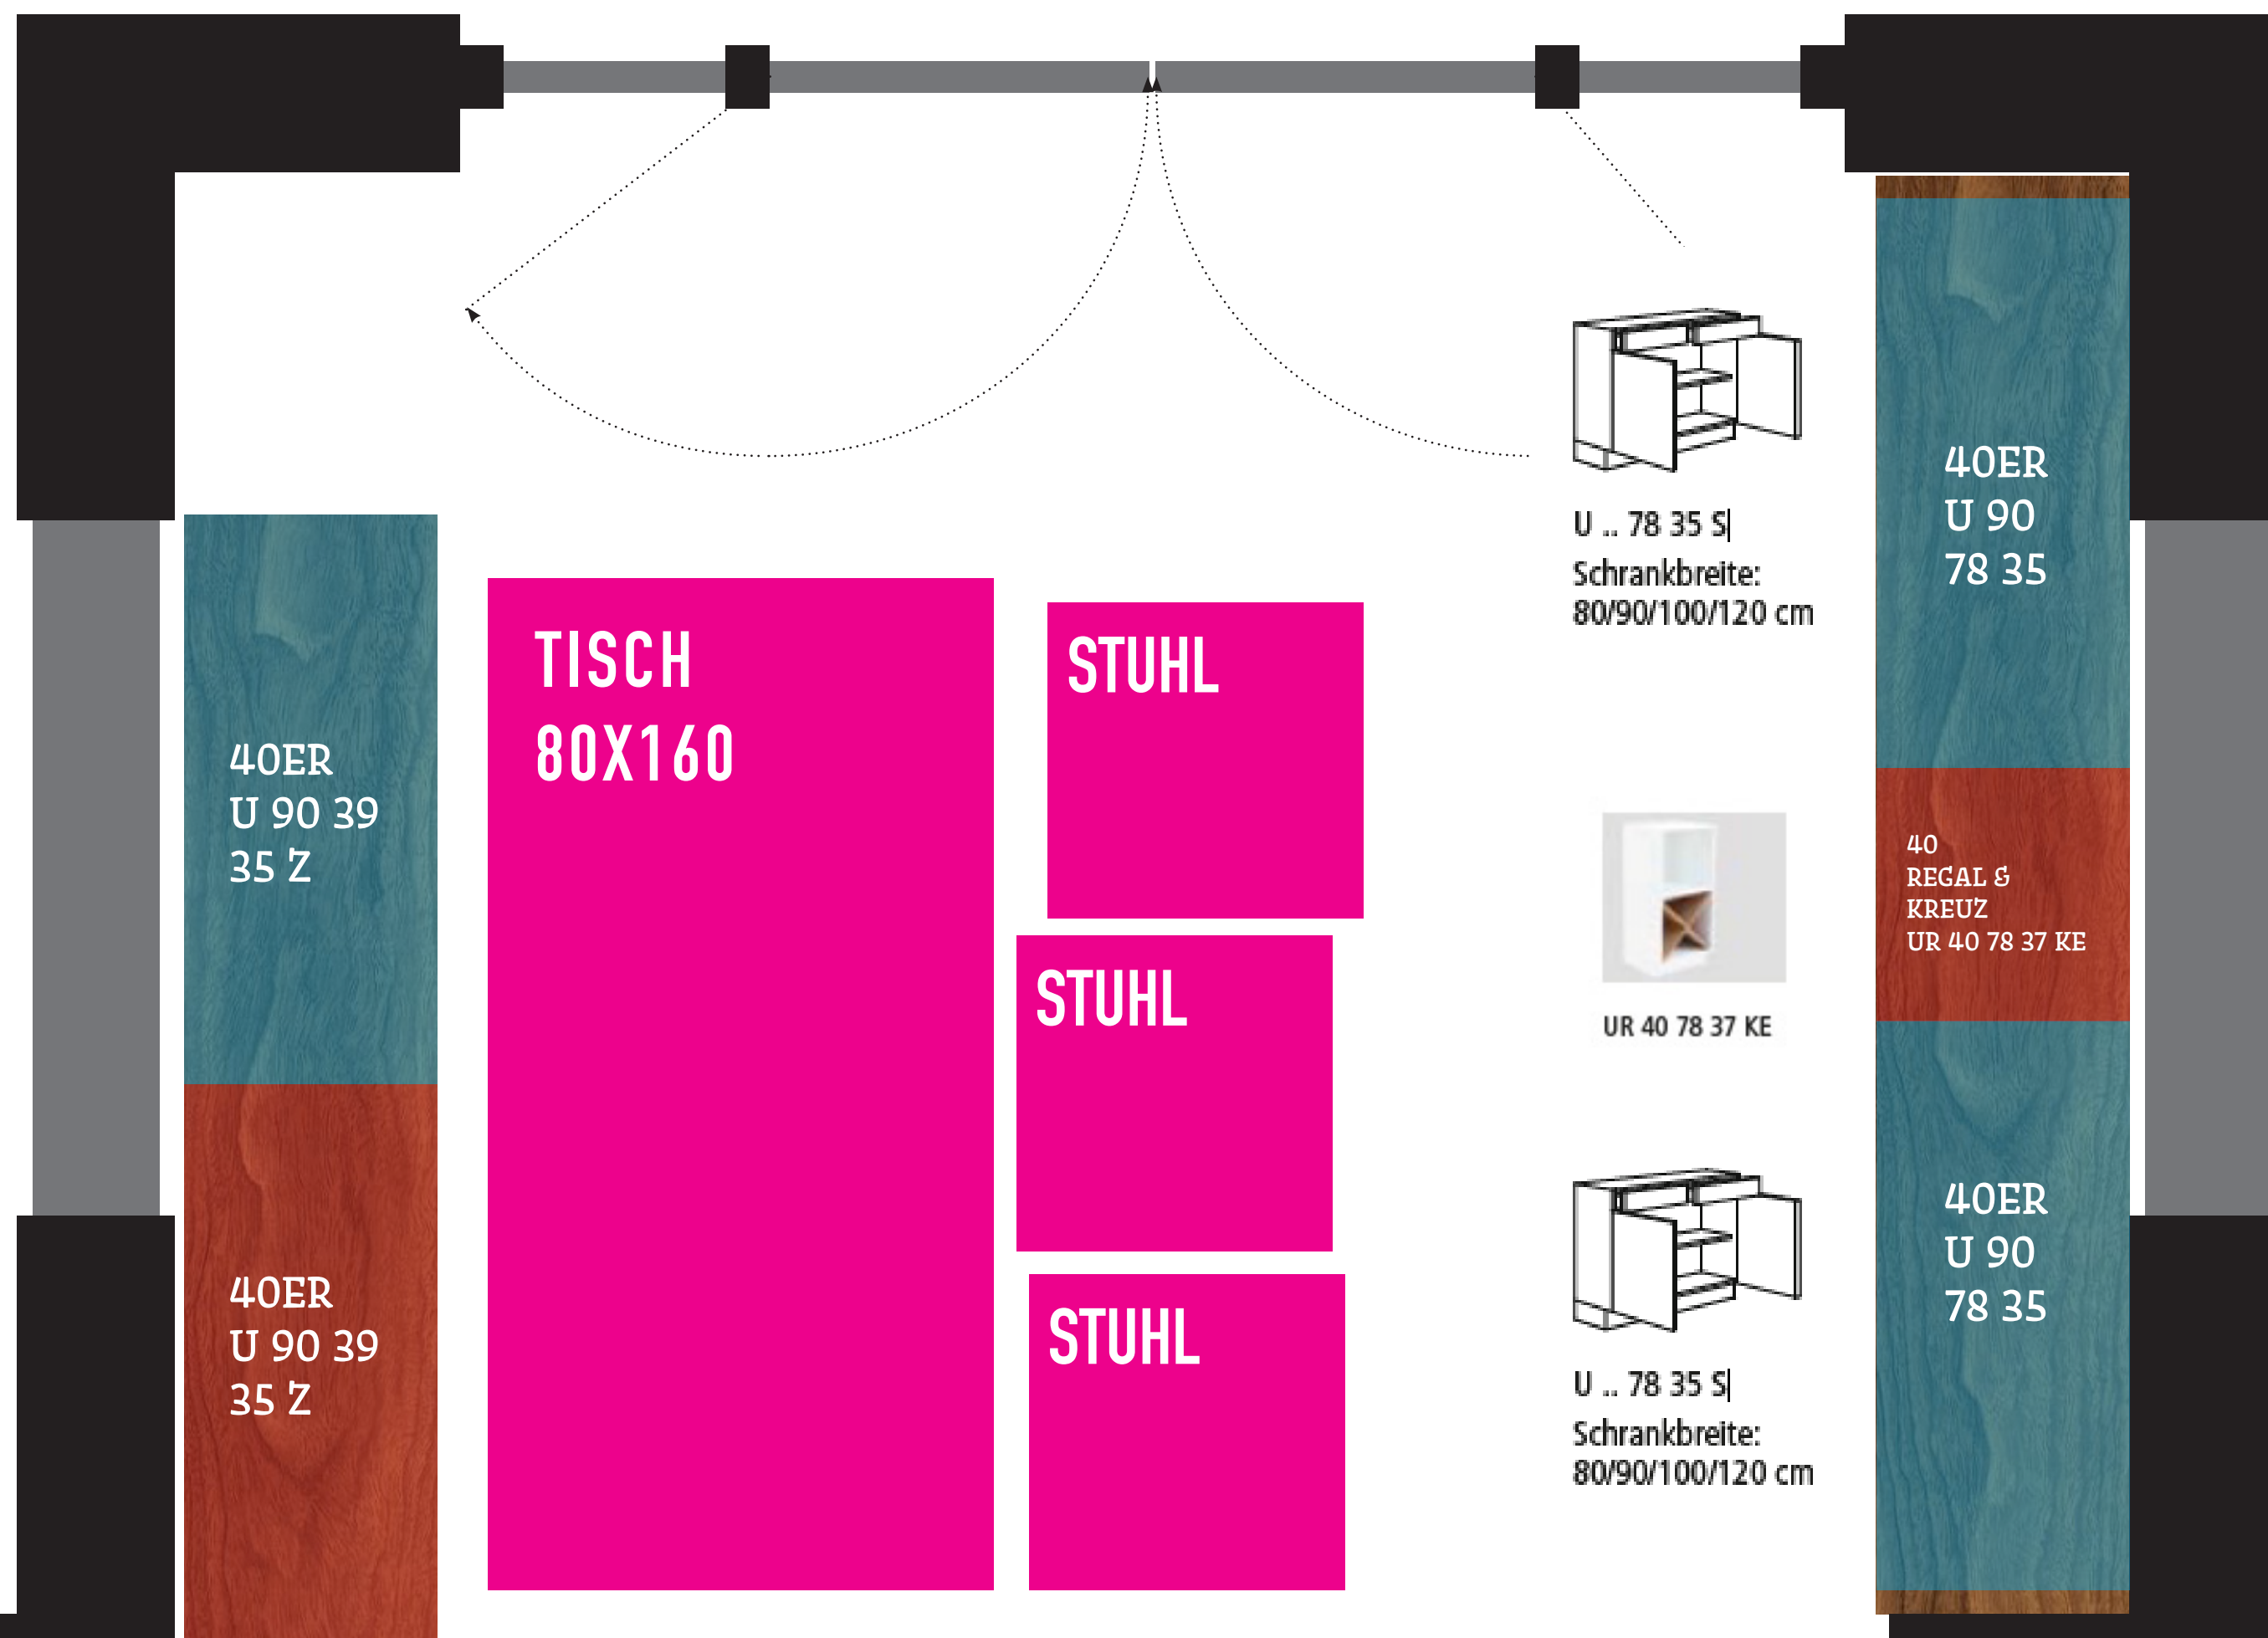 40ER
U 90 39
35 Z
40ER
U 90 39
35 Z
TISCH
80X160
STUHL
STUHL
STUHL
U .. 78 35 S
Schrankbreite:
80/90/100/120 cm
UR 40 78 37 KE
U .. 78 35 S
Schrankbreite:
80/90/100/120 cm
40ER
U 90
78 35
40
REGAL &
KREUZ
UR 40 78 37 KE
40ER
U 90
78 35